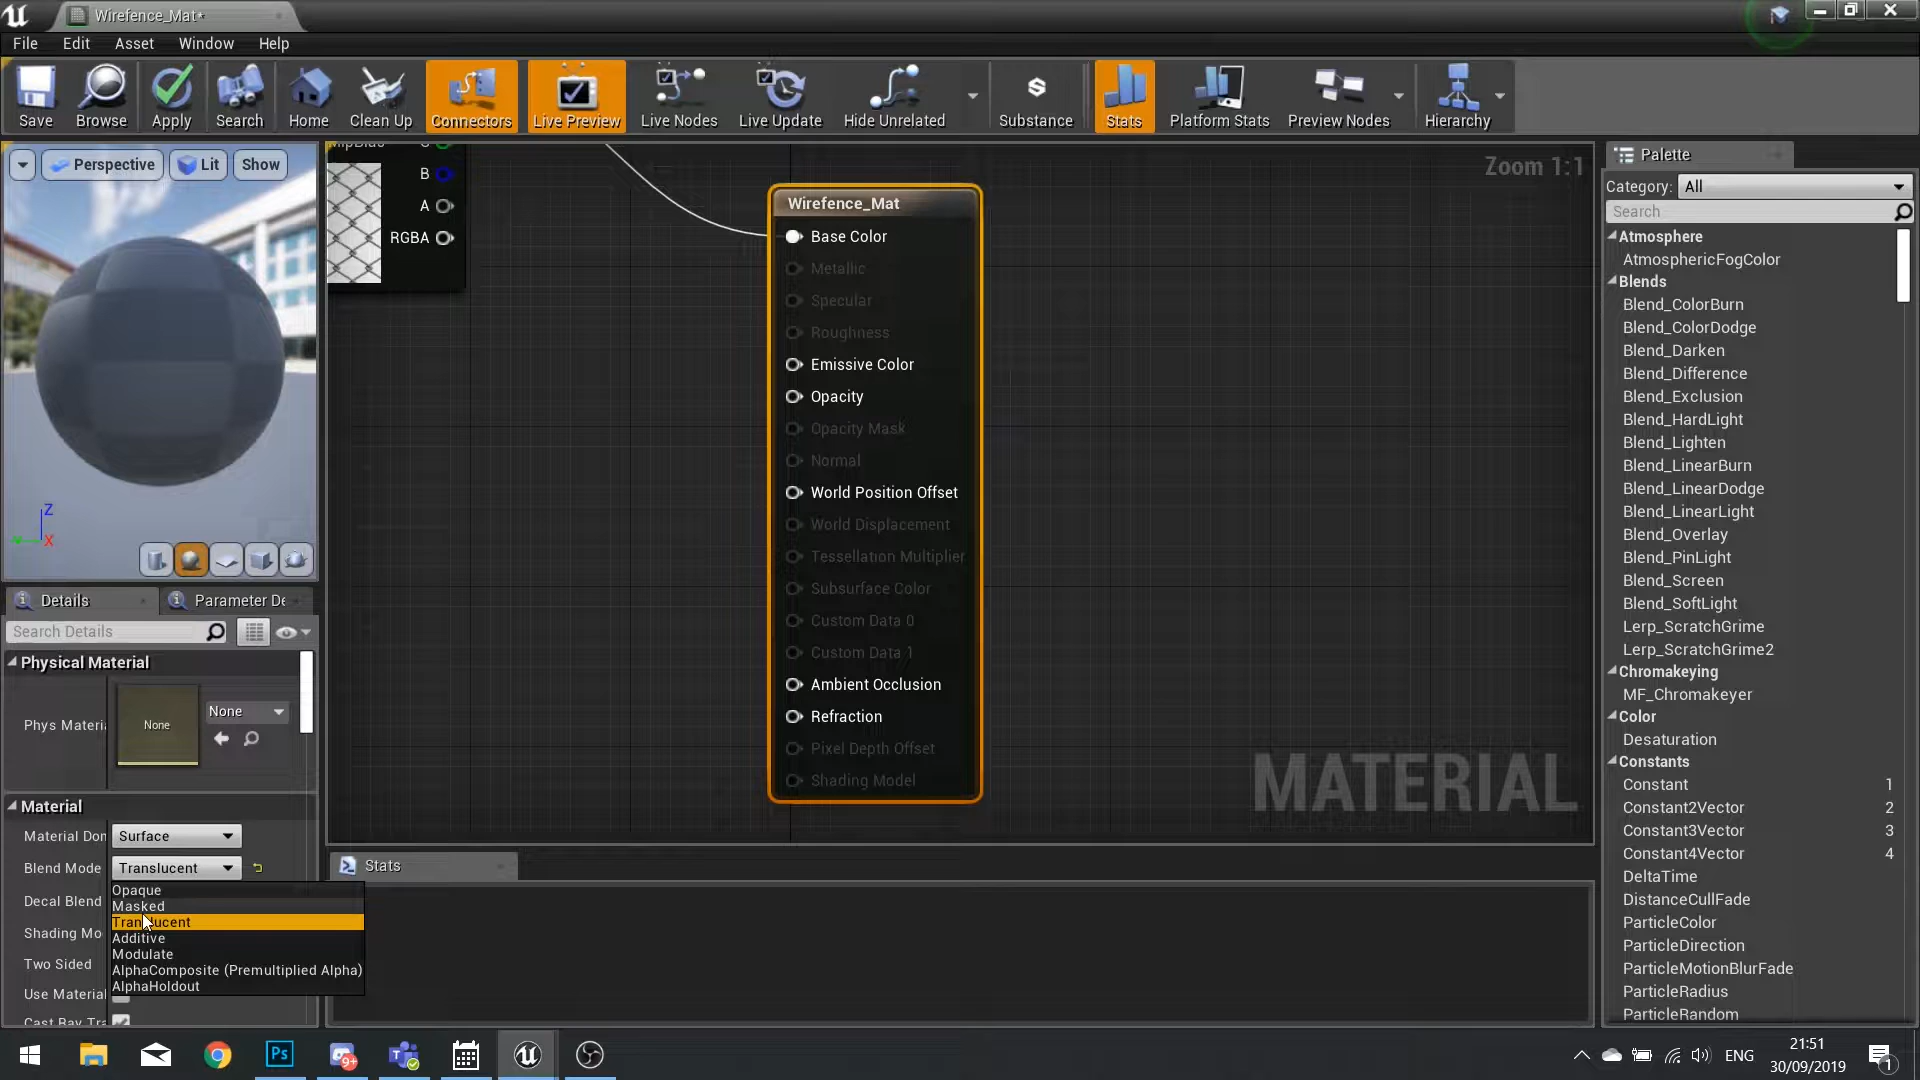 Wirefence_Mat*
File Edit Asset Window Help
Save Browse Apply Search Home Clean Up Connectors Live Preview Live Nodes Live Update Hide Unrelated Substance Stats Platform Stats Preview Nodes Hierarchy
Perspective Lit Show
Z
X
B
A
RGBA
Zoom 1:1
Wirefence_Mat
Base Color
Metallic
Specular
Roughness
Emissive Color
Opacity
Opacity Mask
Normal
World Position Offset
World Displacement
Tessellation Multiplier
Subsurface Color
Custom Data 0
Custom Data 1
Ambient Occlusion
Refraction
Pixel Depth Offset
Shading Model
MATERIAL
Details Parameter De
Search Details
Physical Material
Phys Materi
None
None
Material
Material Don Surface
Blend Mode Translucent
Decal Blend
Shading Mo
Two Sided
Use Material
Cast Ray Tra
Opaque
Masked
Translucent
Additive
Modulate
AlphaComposite (Premultiplied Alpha)
AlphaHoldout
Stats
Palette
Category: All
Search
Atmosphere
AtmosphericFogColor
Blends
Blend_ColorBurn
Blend_ColorDodge
Blend_Darken
Blend_Difference
Blend_Exclusion
Blend_HardLight
Blend_Lighten
Blend_LinearBurn
Blend_LinearDodge
Blend_LinearLight
Blend_Overlay
Blend_PinLight
Blend_Screen
Blend_SoftLight
Lerp_ScratchGrime
Lerp_ScratchGrime2
Chromakeying
MF_Chromakeyer
Color
Desaturation
Constants
Constant 1
Constant2Vector 2
Constant3Vector 3
Constant4Vector 4
DeltaTime
DistanceCullFade
ParticleColor
ParticleDirection
ParticleMotionBlurFade
ParticleRadius
ParticleRandom
Ps
9+
ENG
21:51
30/09/2019
1